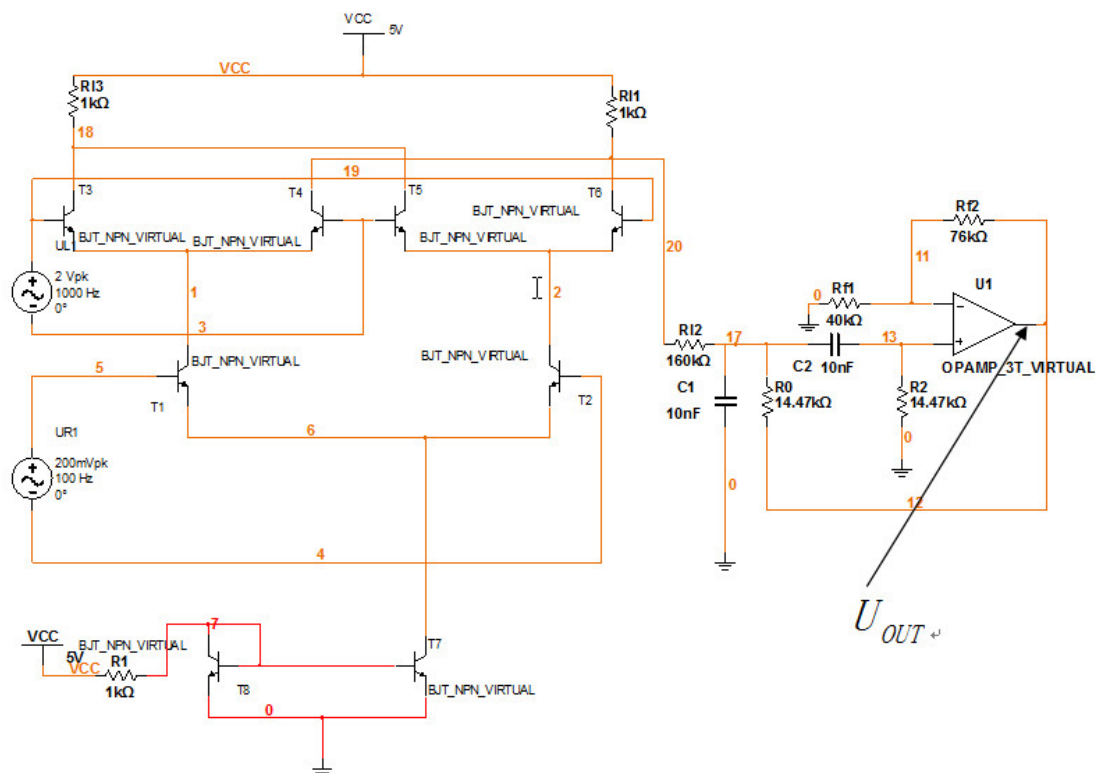 VCC
5V
VCC
RI3
1kΩ
RI1
1kΩ
18
19
T3
T4
T5
T6
BJT_NPN_VIRTUAL
BJT_NPN_VIRTUAL
BJT_NPN_VIRTUAL
BJT_NPN_VIRTUAL
UL1
2 Vpk
1000 Hz
0°
1
2
3
20
Rf2
76kΩ
11
U1
0
Rf1
40kΩ
OPAMP_3T_VIRTUAL
RI2
160kΩ
17
C2
10nF
13
C1
10nF
R0
14.47kΩ
R2
14.47kΩ
0
0
12
5
BJT_NPN_VIRTUAL
BJT_NPN_VIRTUAL
T1
T2
UR1
200mVpk
100 Hz
0°
6
4
U OUT
VCC
5V
VCC
R1
1kΩ
BJT_NPN_VIRTUAL
7
T7
T8
BJT_NPN_VIRTUAL
0